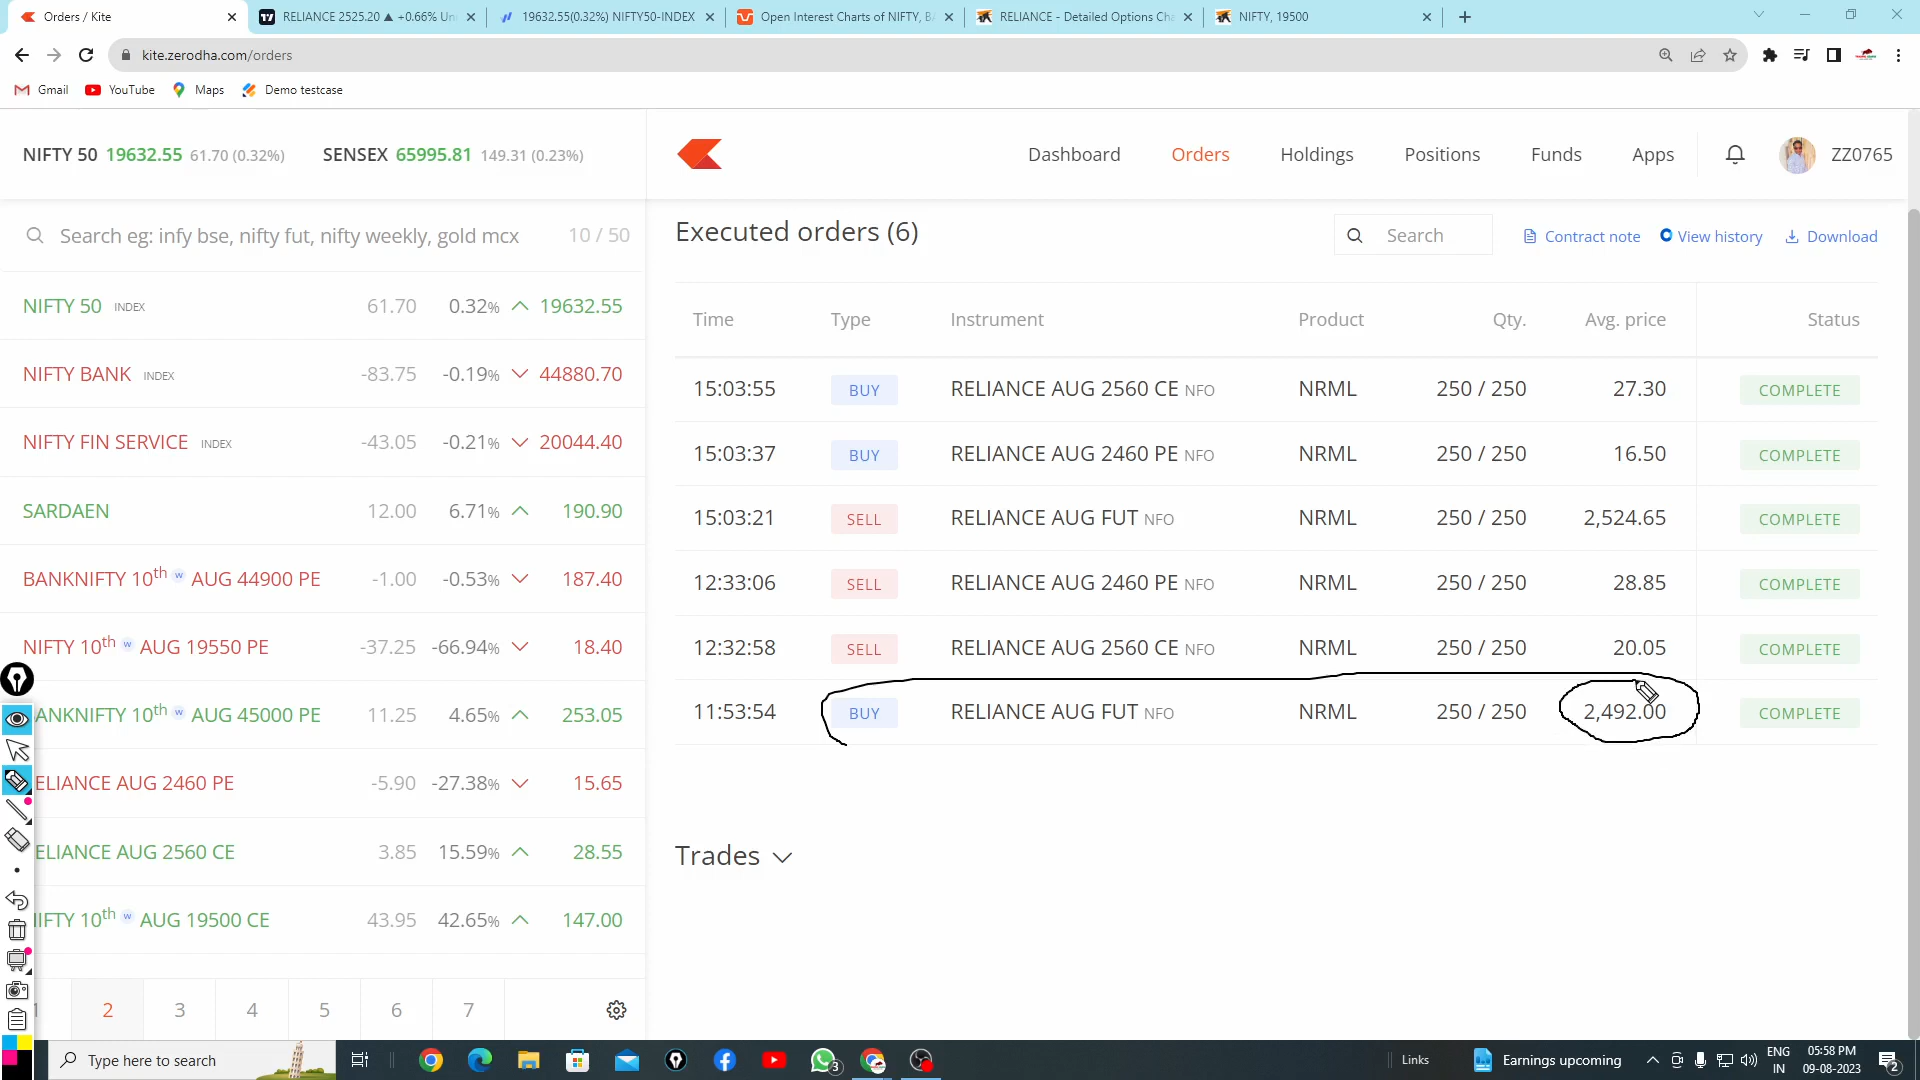 Orders / Kite
RELIANCE 2525.20 ▲ +0.66% Un
19632.55(0.32%) NIFTY50-INDEX
Open Interest Charts of NIFTY, B
RELIANCE - Detailed Options Cha
NIFTY, 19500
kite.zerodha.com/orders
Gmail
YouTube
Maps
Demo testcase
NIFTY 50 19632.55 61.70 (0.32%)
SENSEX 65995.81 149.31 (0.23%)
Dashboard
Orders
Holdings
Positions
Funds
Apps
ZZ0765
Search eg: infy bse, nifty fut, nifty weekly, gold mcx 10 / 50
NIFTY 50 INDEX 61.70 0.32% 19632.55
NIFTY BANK INDEX -83.75 -0.19% 44880.70
NIFTY FIN SERVICE INDEX -43.05 -0.21% 20044.40
SARDAEN 12.00 6.71% 190.90
BANKNIFTY 10th w AUG 44900 PE -1.00 -0.53% 187.40
NIFTY 10th w AUG 19550 PE -37.25 -66.94% 18.40
ANKNIFTY 10th w AUG 45000 PE 11.25 4.65% 253.05
ELIANCE AUG 2460 PE -5.90 -27.38% 15.65
ELIANCE AUG 2560 CE 3.85 15.59% 28.55
IFTY 10th w AUG 19500 CE 43.95 42.65% 147.00
1 2 3 4 5 6 7
Executed orders (6)
Search
Contract note
View history
Download
Time Type Instrument Product Qty. Avg. price Status
15:03:55 BUY RELIANCE AUG 2560 CE NFO NRML 250 / 250 27.30 COMPLETE
15:03:37 BUY RELIANCE AUG 2460 PE NFO NRML 250 / 250 16.50 COMPLETE
15:03:21 SELL RELIANCE AUG FUT NFO NRML 250 / 250 2,524.65 COMPLETE
12:33:06 SELL RELIANCE AUG 2460 PE NFO NRML 250 / 250 28.85 COMPLETE
12:32:58 SELL RELIANCE AUG 2560 CE NFO NRML 250 / 250 20.05 COMPLETE
11:53:54 BUY RELIANCE AUG FUT NFO NRML 250 / 250 2,492.00 COMPLETE
Trades
Type here to search
3
Links
Earnings upcoming
ENG
IN
05:58 PM
09-08-2023
2